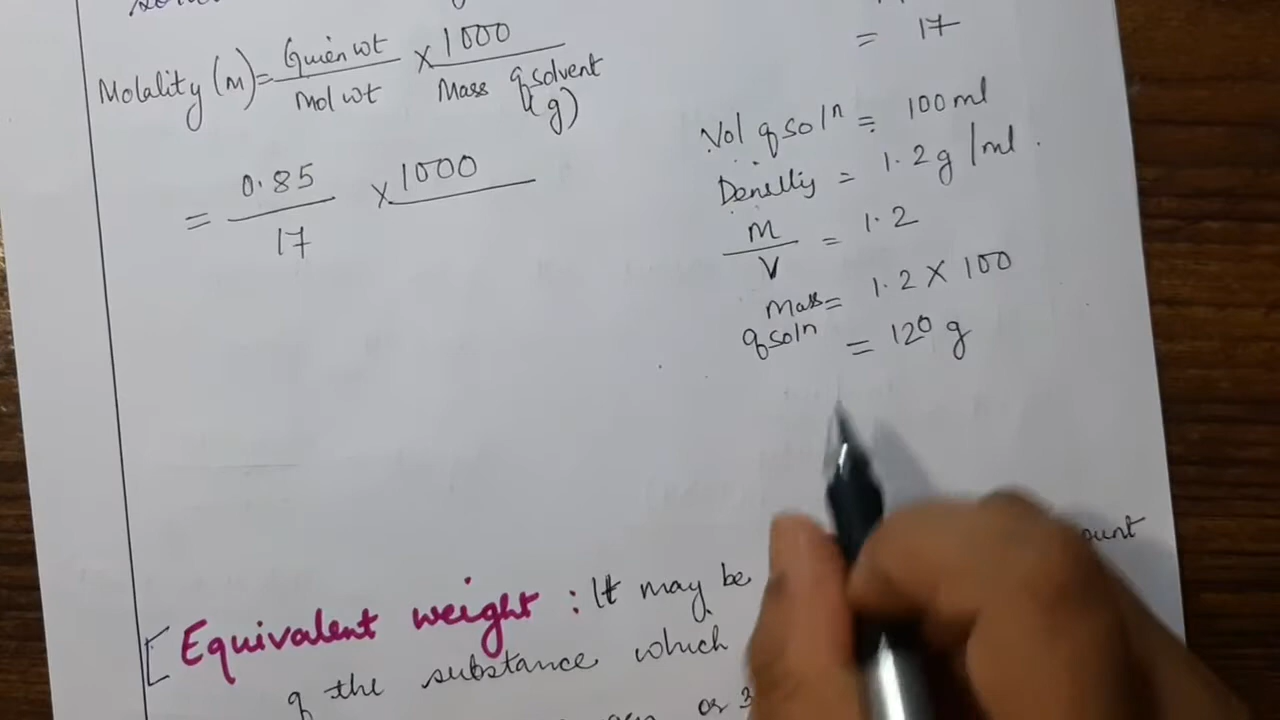 Molality (m) = Given wt / Mol wt × 1000 / Mass of solvent (g)
= 0.85 / 17 × 1000
= 17
Vol of soln = 100 ml
Density = 1.2 g/ml.
M / V = 1.2
Mass of soln = 1.2 × 100
= 120 g
Equivalent weight : It may be
of the substance which
or 3